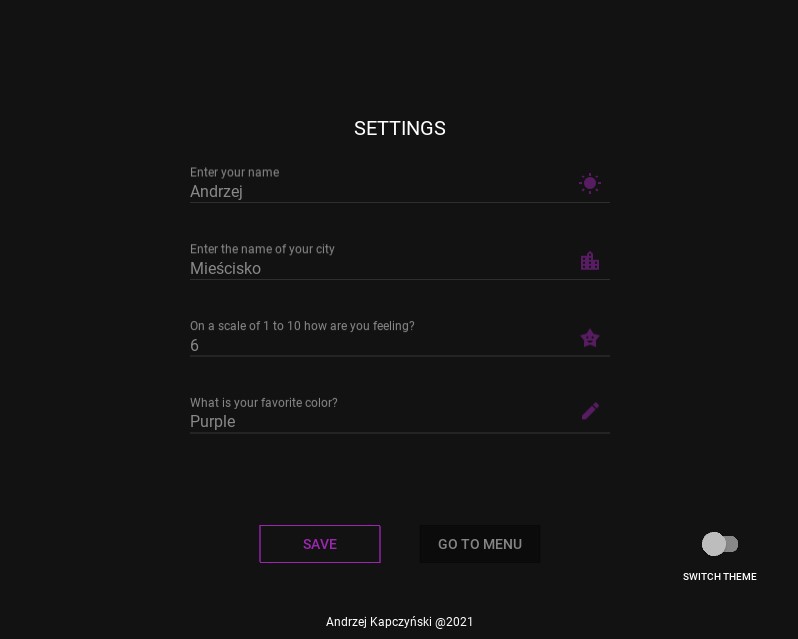 SETTINGS
Enter your name
Andrzej
Enter the name of your city
Mieścisko
On a scale of 1 to 10 how are you feeling?
6
What is your favorite color?
Purple
SAVE
GO TO MENU
SWITCH THEME
Andrzej Kapczyński @2021